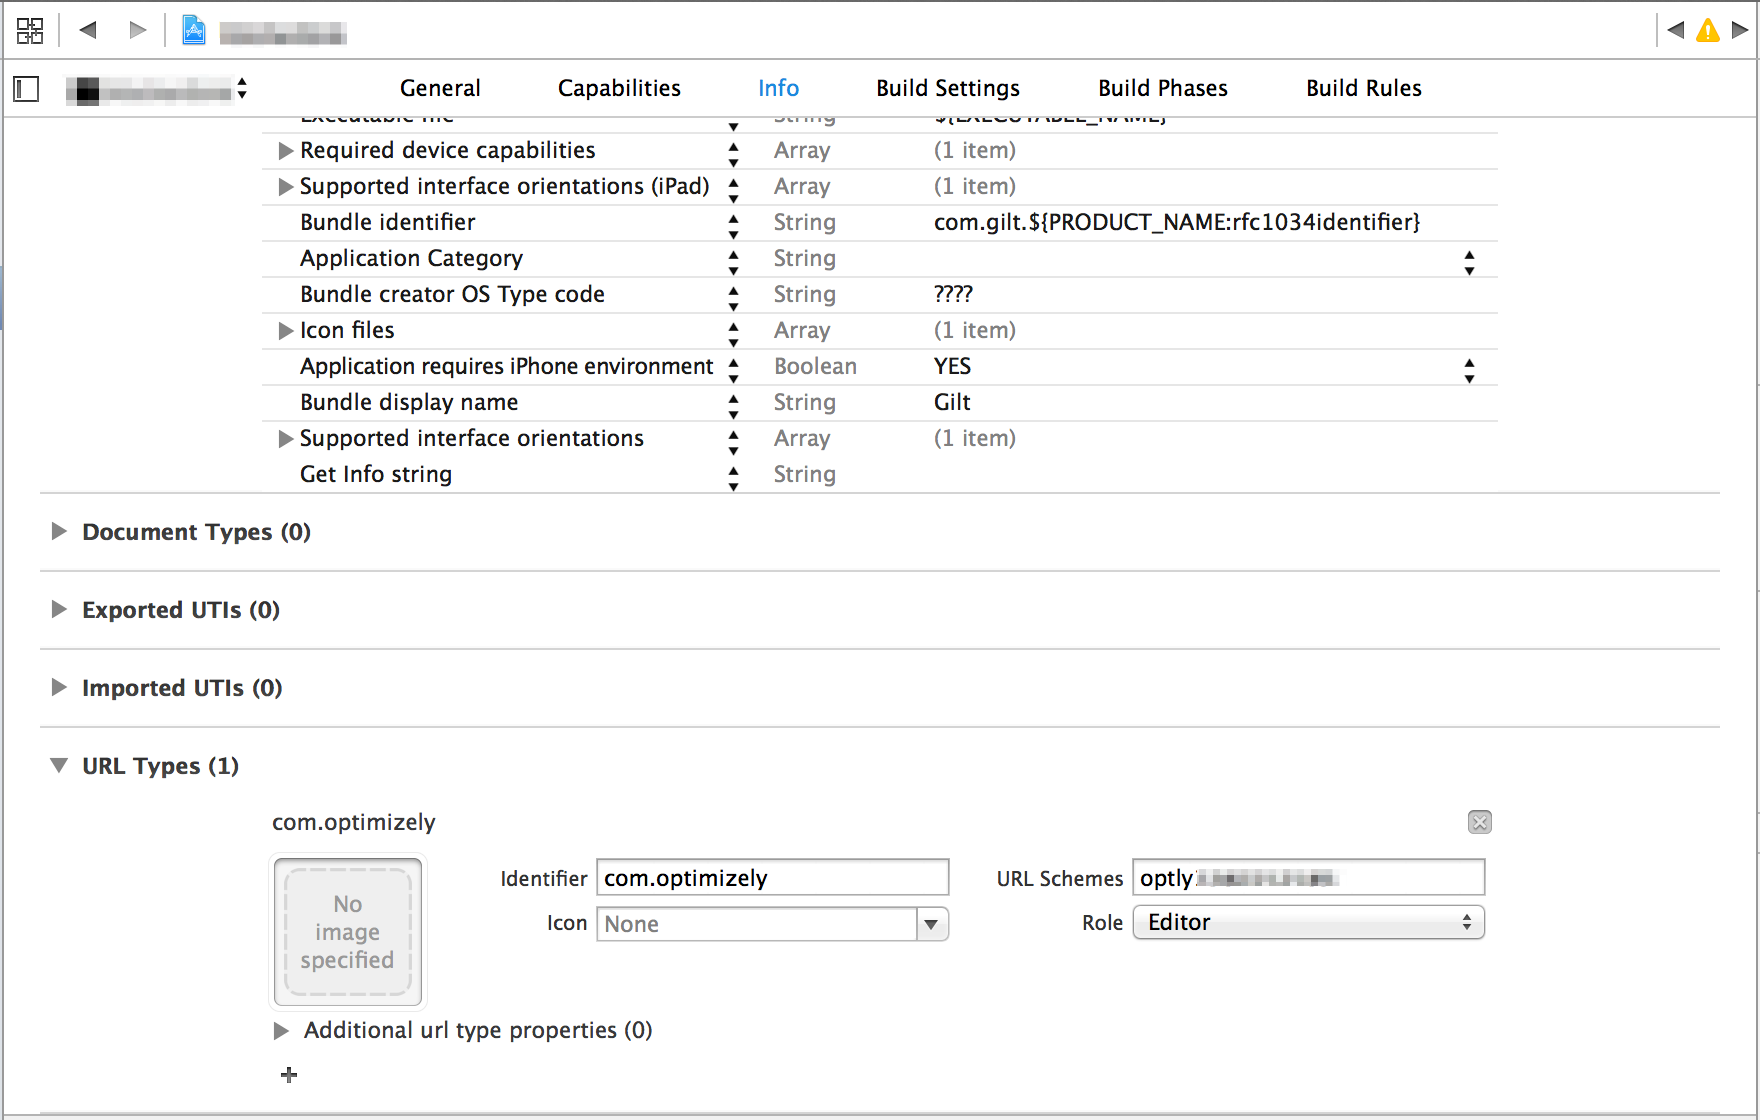 General Capabilities Info Build Settings Build Phases Build Rules
Executable file String ${EXECUTABLE_NAME}
Required device capabilities Array (1 item)
Supported interface orientations (iPad) Array (1 item)
Bundle identifier String com.gilt.${PRODUCT_NAME:rfc1034identifier}
Application Category String
Bundle creator OS Type code String ????
Icon files Array (1 item)
Application requires iPhone environment Boolean YES
Bundle display name String Gilt
Supported interface orientations Array (1 item)
Get Info string String
Document Types (0)
Exported UTIs (0)
Imported UTIs (0)
URL Types (1)
com.optimizely
No
image
specified
Identifier com.optimizely URL Schemes optly
Icon None Role Editor
Additional url type properties (0)